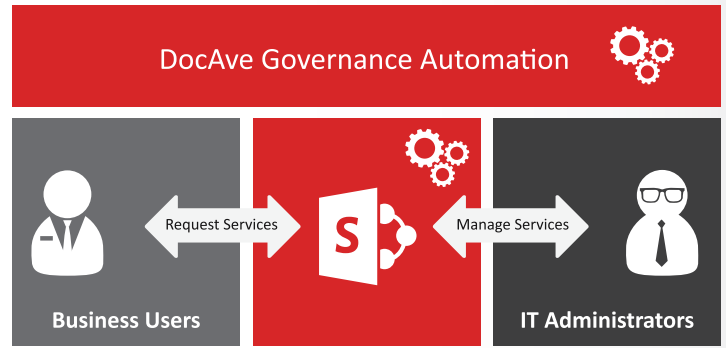 DocAve Governance Automation
Request Services
S
Manage Services
Business Users
IT Administrators